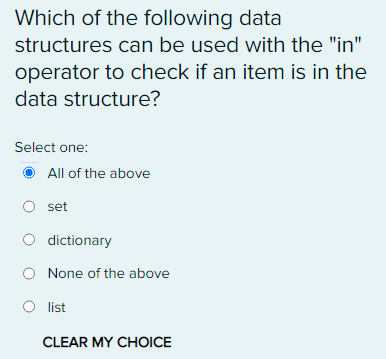 Which of the following data
structures can be used with the "in"
operator to check if an item is in the
data structure?
Select one:
All of the above
set
dictionary
None of the above
list
CLEAR MY CHOICE